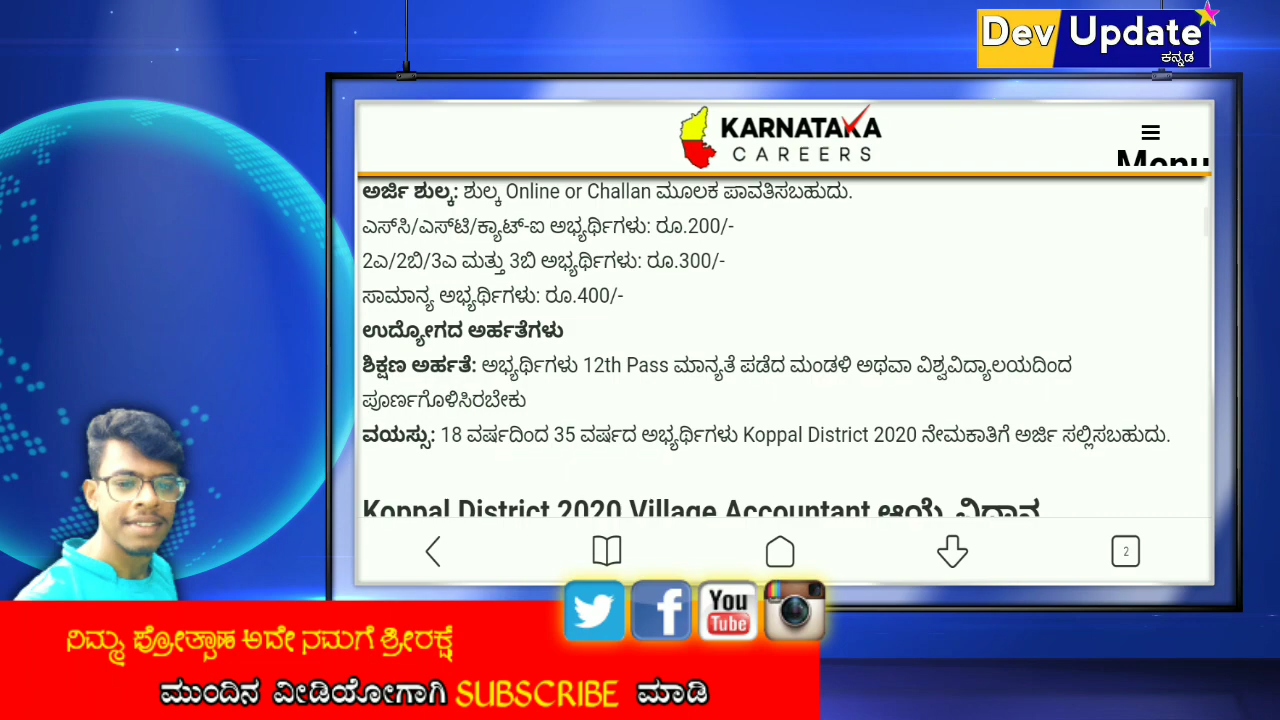 Dev Update
ಕನ್ನಡ
KARNATAKA
CAREERS
Menu
ಅರ್ಜಿ ಶುಲ್ಕ: ಶುಲ್ಕ Online or Challan ಮೂಲಕ ಪಾವತಿಸಬಹುದು.
ಎಸ್‌ಸಿ/ಎಸ್‌ಟಿ/ಕ್ಯಾಟ್-ಐ ಅಭ್ಯರ್ಥಿಗಳು: ರೂ.200/-
2ಎ/2ಬಿ/3ಎ ಮತ್ತು 3ಬಿ ಅಭ್ಯರ್ಥಿಗಳು: ರೂ.300/-
ಸಾಮಾನ್ಯ ಅಭ್ಯರ್ಥಿಗಳು: ರೂ.400/-
ಉದ್ಯೋಗದ ಅರ್ಹತೆಗಳು
ಶಿಕ್ಷಣ ಅರ್ಹತೆ: ಅಭ್ಯರ್ಥಿಗಳು 12th Pass ಮಾನ್ಯತೆ ಪಡೆದ ಮಂಡಳಿ ಅಥವಾ ವಿಶ್ವವಿದ್ಯಾಲಯದಿಂದ
ಪೂರ್ಣಗೊಳಿಸಿರಬೇಕು
ವಯಸ್ಸು: 18 ವರ್ಷದಿಂದ 35 ವರ್ಷದ ಅಭ್ಯರ್ಥಿಗಳು Koppal District 2020 ನೇಮಕಾತಿಗೆ ಅರ್ಜಿ ಸಲ್ಲಿಸಬಹುದು.
Koppal District 2020 Village Accountant ಆಯ್ಕೆ ವಿಧಾನ
2
You
Tube
ನಿಮ್ಮ ಪ್ರೋತ್ಸಾಹ ಅದೇ ನಮಗೆ ಶ್ರೀರಕ್ಷೆ
ಮುಂದಿನ ವೀಡಿಯೋಗಾಗಿ SUBSCRIBE ಮಾಡಿ